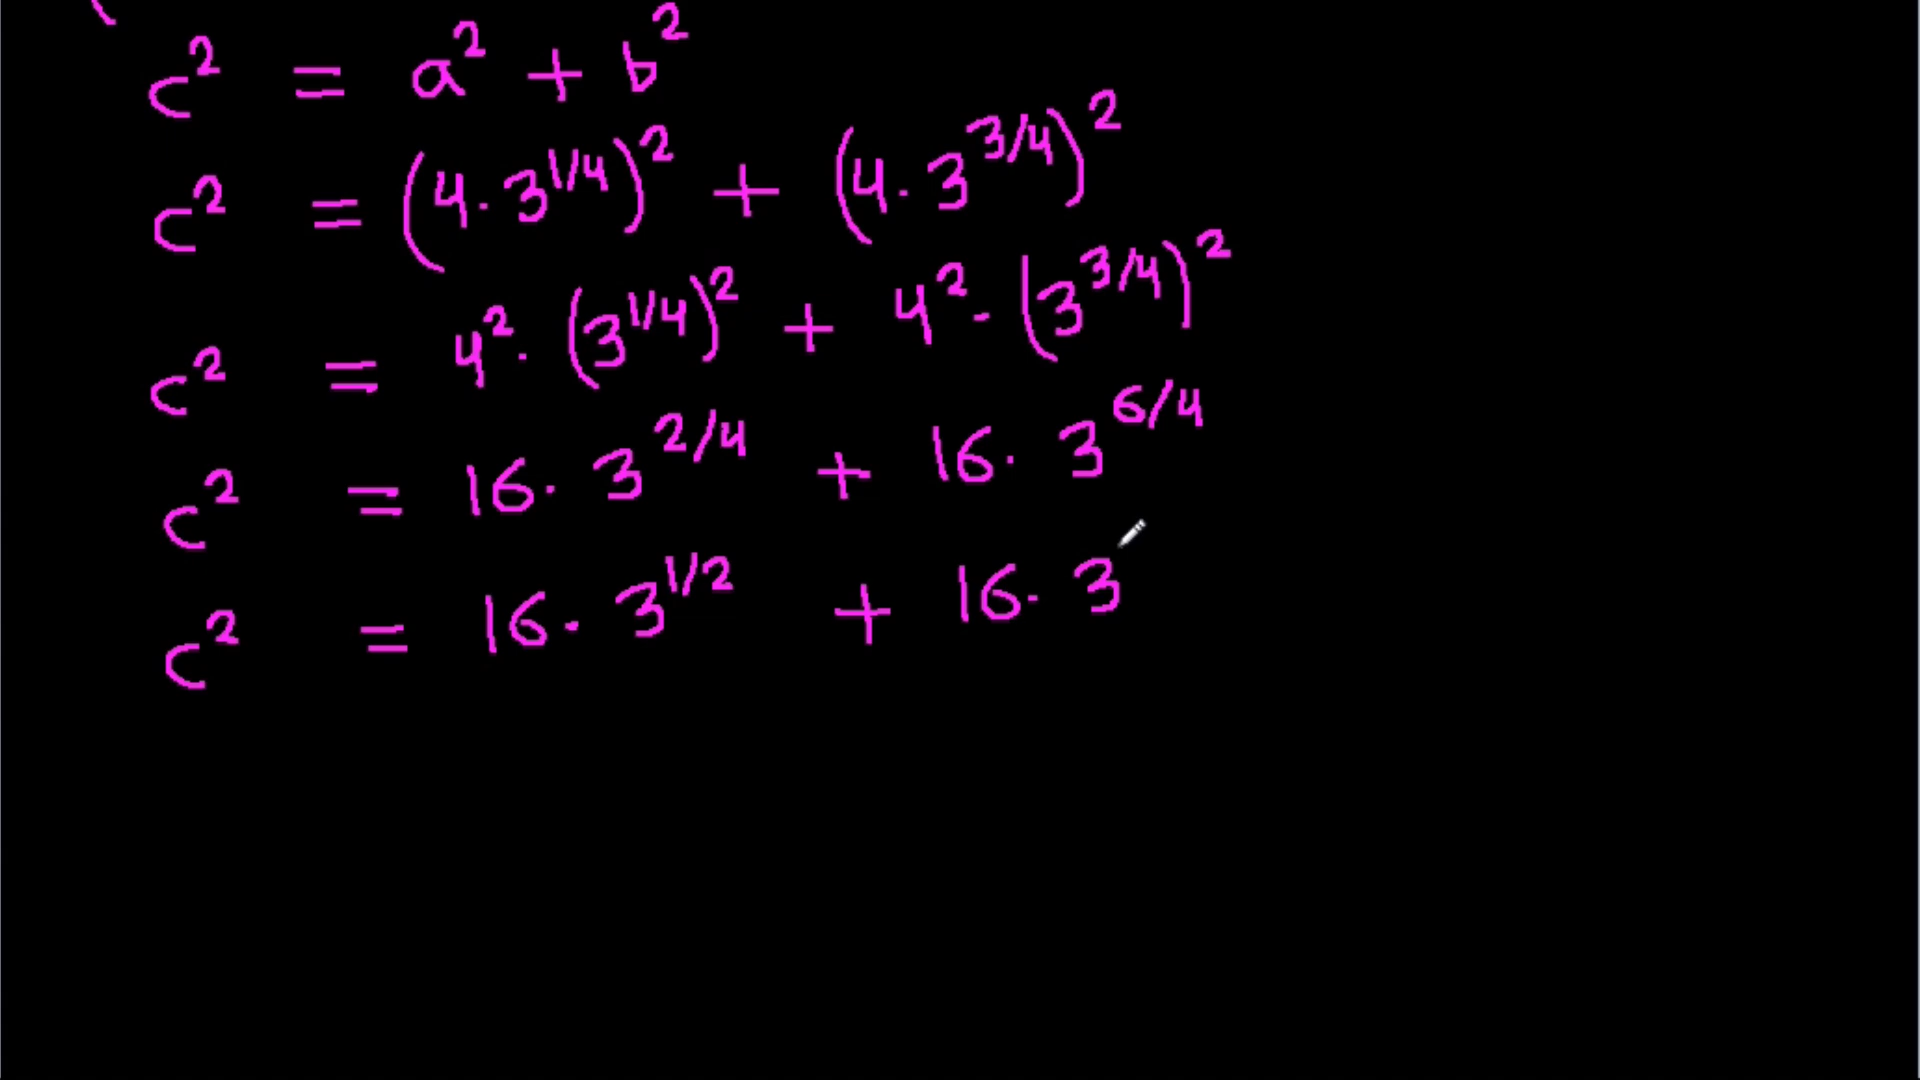 c² = a² + b²
c² = (4 · 3^{1/4})² + (4 · 3^{3/4})²
c² = 4² · (3^{1/4})² + 4² · (3^{3/4})²
c² = 16 · 3^{2/4} + 16 · 3^{6/4}
c² = 16 · 3^{1/2} + 16 · 3